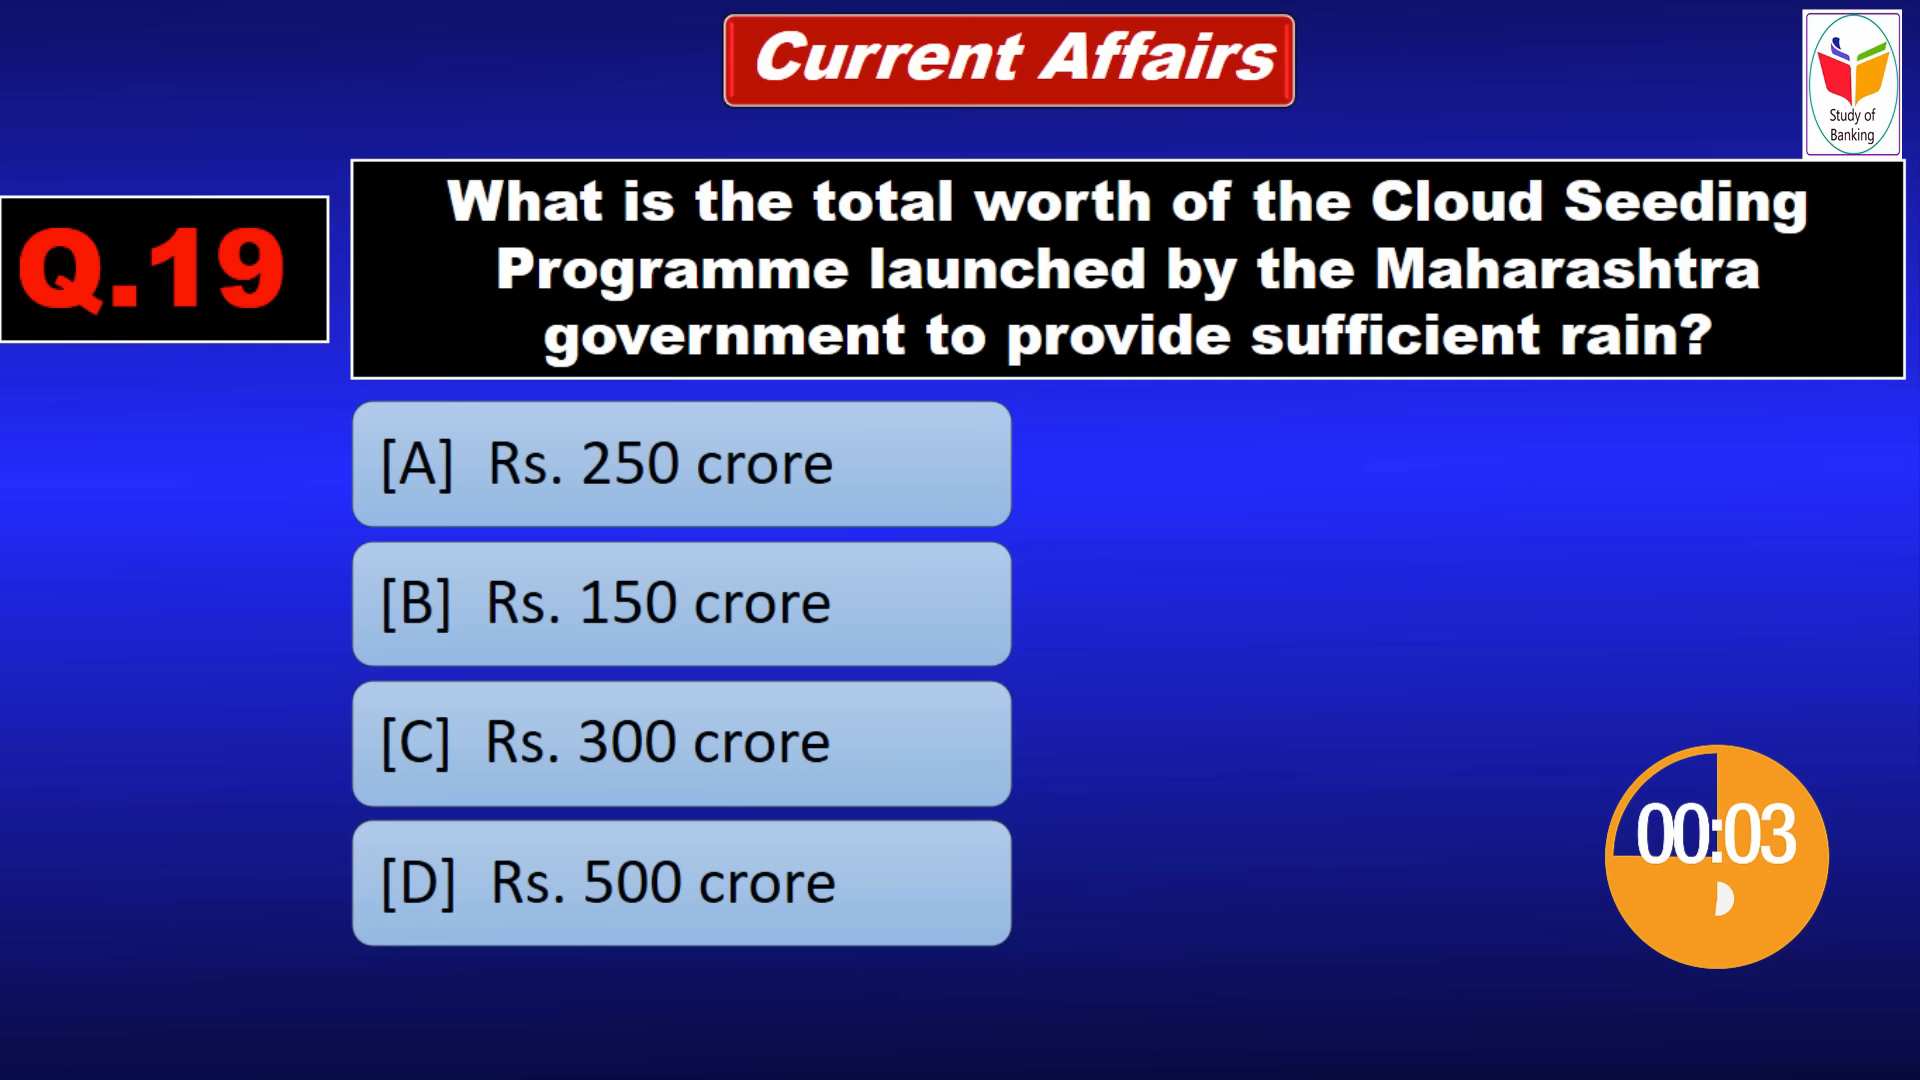 Current Affairs
Study of
Banking
Q.19
What is the total worth of the Cloud Seeding
Programme launched by the Maharashtra
government to provide sufficient rain?
[A] Rs. 250 crore
[B] Rs. 150 crore
[C] Rs. 300 crore
[D] Rs. 500 crore
00:03